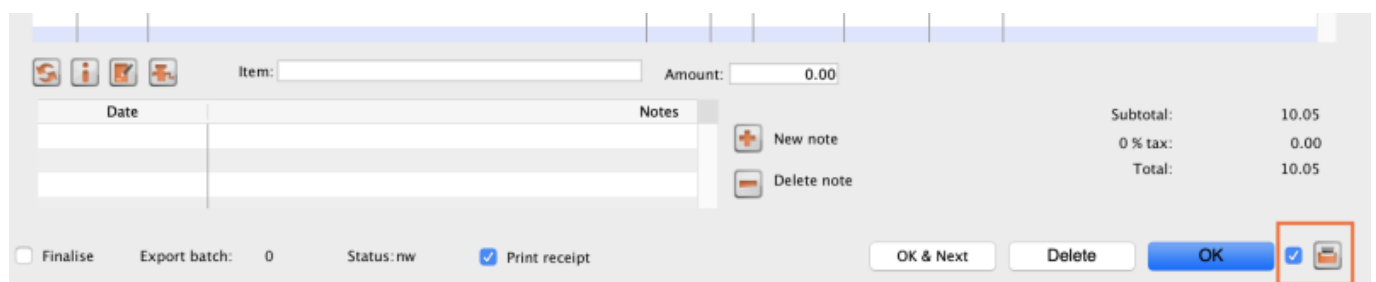 Item: Amount: 0.00
Date Notes
Subtotal: 10.05
New note
0 % tax: 0.00
Total: 10.05
Delete note
Finalise Export batch: 0 Status: nw Print receipt OK & Next Delete OK